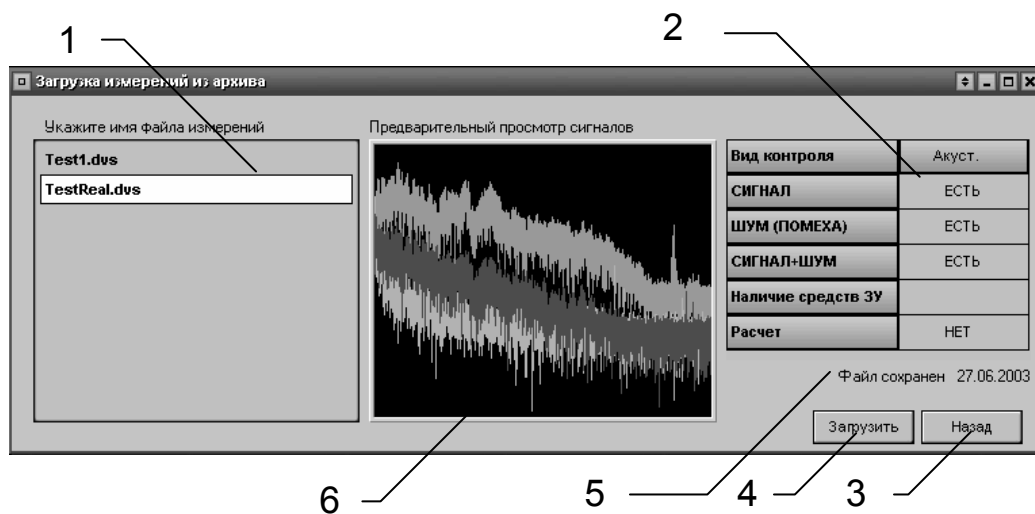 1
2
Загрузка измерений из архива
Укажите имя файла измерений
Test1.dvs
TestReal.dvs
Предварительный просмотр сигналов
Вид контроля Акуст.
СИГНАЛ ЕСТЬ
ШУМ (ПОМЕХА) ЕСТЬ
СИГНАЛ+ШУМ ЕСТЬ
Наличие средств ЗУ
Расчет НЕТ
Файл сохранен 27.06.2003
Загрузить Назад
6
5
4
3